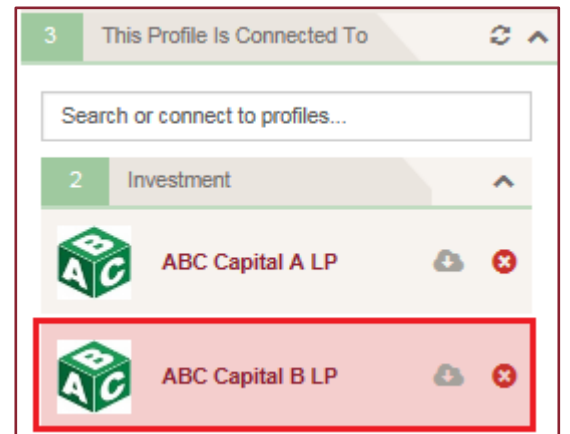 3 This Profile Is Connected To
Search or connect to profiles...
2 Investment
B
A C
ABC Capital A LP
B
A C
ABC Capital B LP